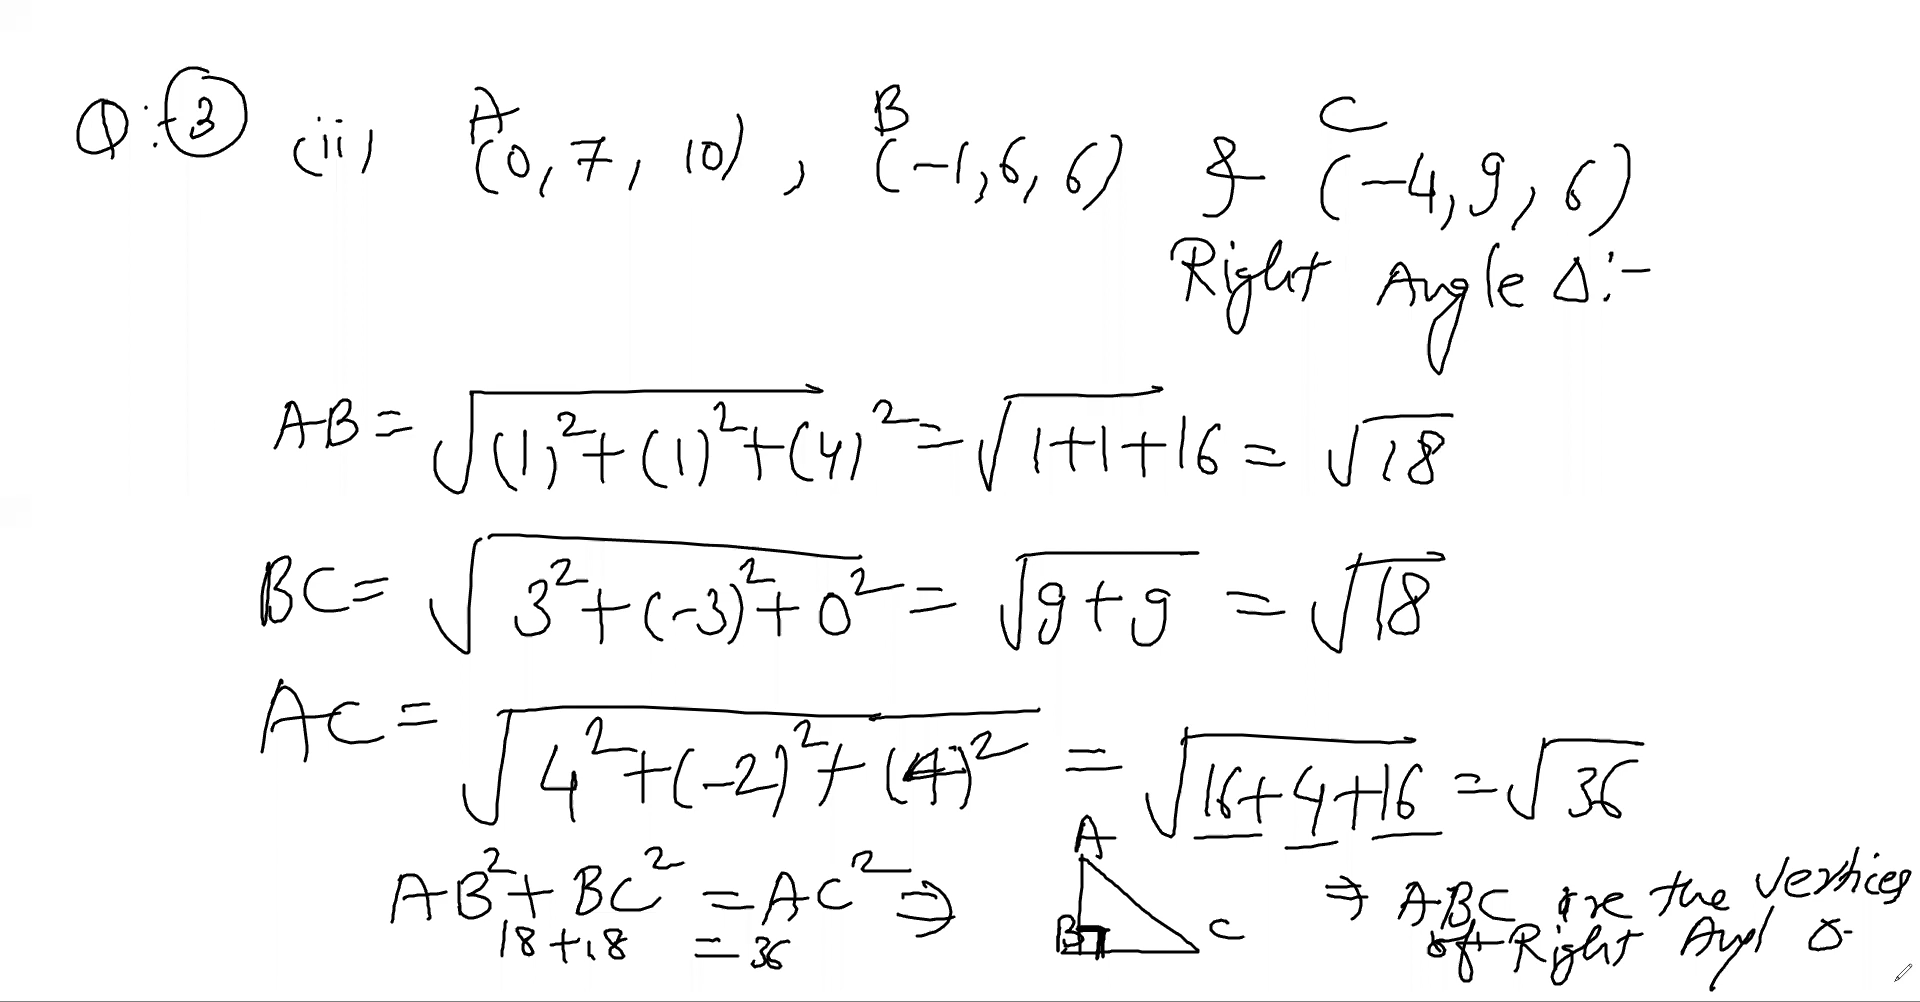 Q:- 3 (ii) A(0, 7, 10), B(-1, 6, 6) & C(-4, 9, 6)
Right Angle Δ:-
AB = √((1)²+(1)²+(4)²) = √(1+1+16) = √18
BC = √(3²+(-3)²+0²) = √(9+9) = √18
AC = √(4²+(-2)²+(4)²) = √(16+4+16) = √36
AB²+BC² = AC² ⇒
18+18 = 36
A
B
C
⇒ ABC are the vertices
of Right Δ